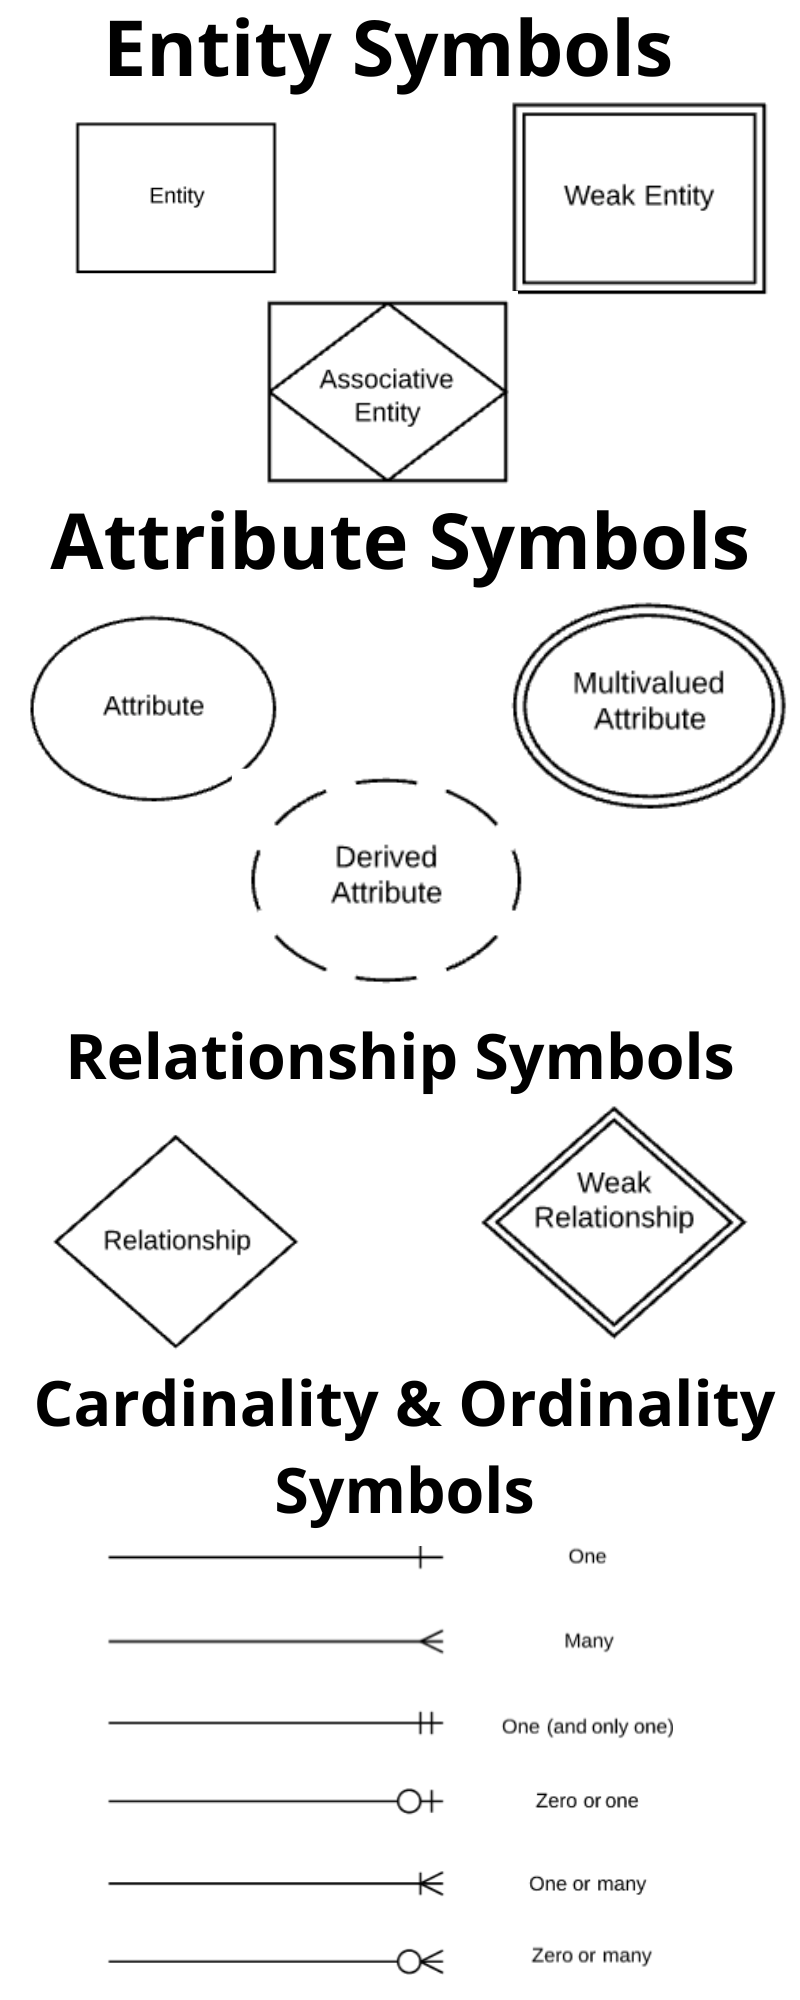 Entity Symbols
Entity
Weak Entity
Associative
Entity
Attribute Symbols
Attribute
Multivalued
Attribute
Derived
Attribute
Relationship Symbols
Relationship
Weak
Relationship
Cardinality & Ordinality
Symbols
One
Many
One (and only one)
Zero or one
One or many
Zero or many